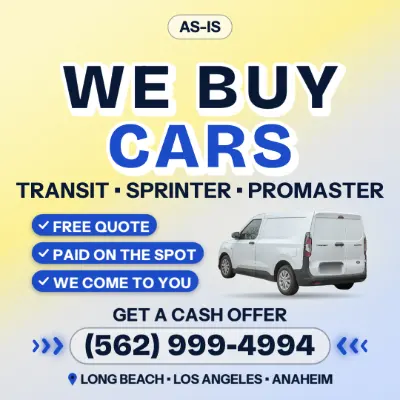 AS-IS
WE BUY
CARS
TRANSIT • SPRINTER • PROMASTER
FREE QUOTE
PAID ON THE SPOT
WE COME TO YOU
GET A CASH OFFER
(562) 999-4994
LONG BEACH • LOS ANGELES • ANAHEIM